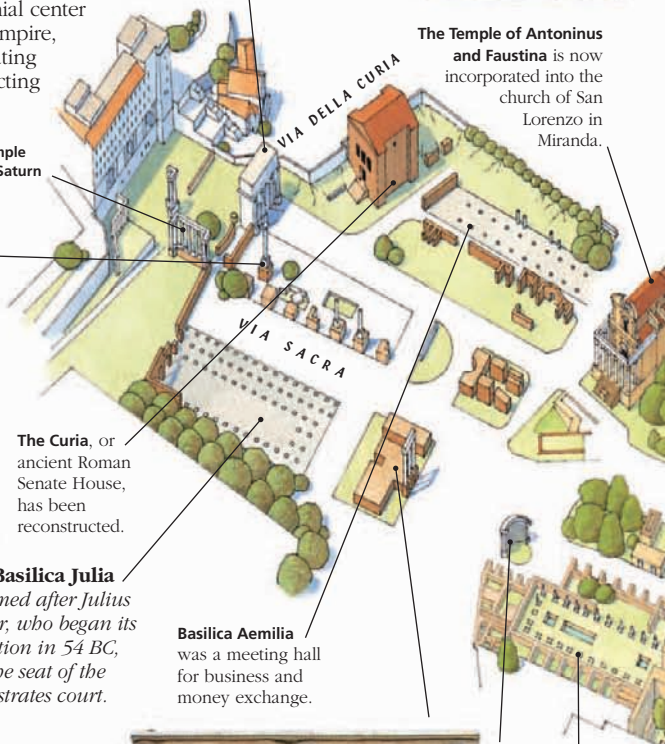 nial center
mpire,
ating
cting
The Temple of Antoninus
and Faustina is now
incorporated into the
church of San
Lorenzo in
Miranda.
VIA DELLA CURIA
mple
Saturn
VIA SACRA
The Curia, or
ancient Roman
Senate House,
has been
reconstructed.
Basilica Julia
med after Julius
r, who began its
tion in 54 BC,
e seat of the
strates court.
Basilica Aemilia
was a meeting hall
for business and
money exchange.